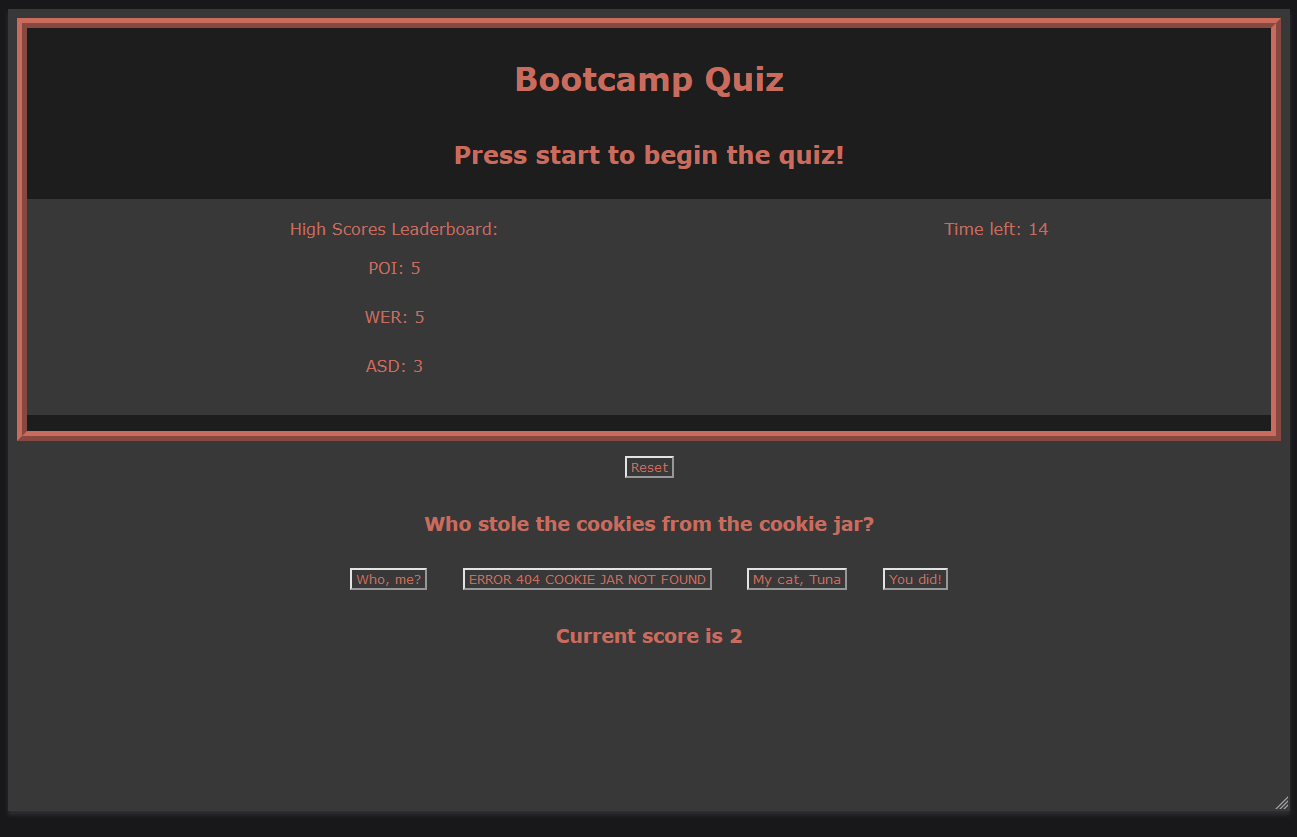 Bootcamp Quiz
Press start to begin the quiz!
High Scores Leaderboard:
Time left: 14
POI: 5
WER: 5
ASD: 3
Reset
Who stole the cookies from the cookie jar?
Who, me?
ERROR 404 COOKIE JAR NOT FOUND
My cat, Tuna
You did!
Current score is 2